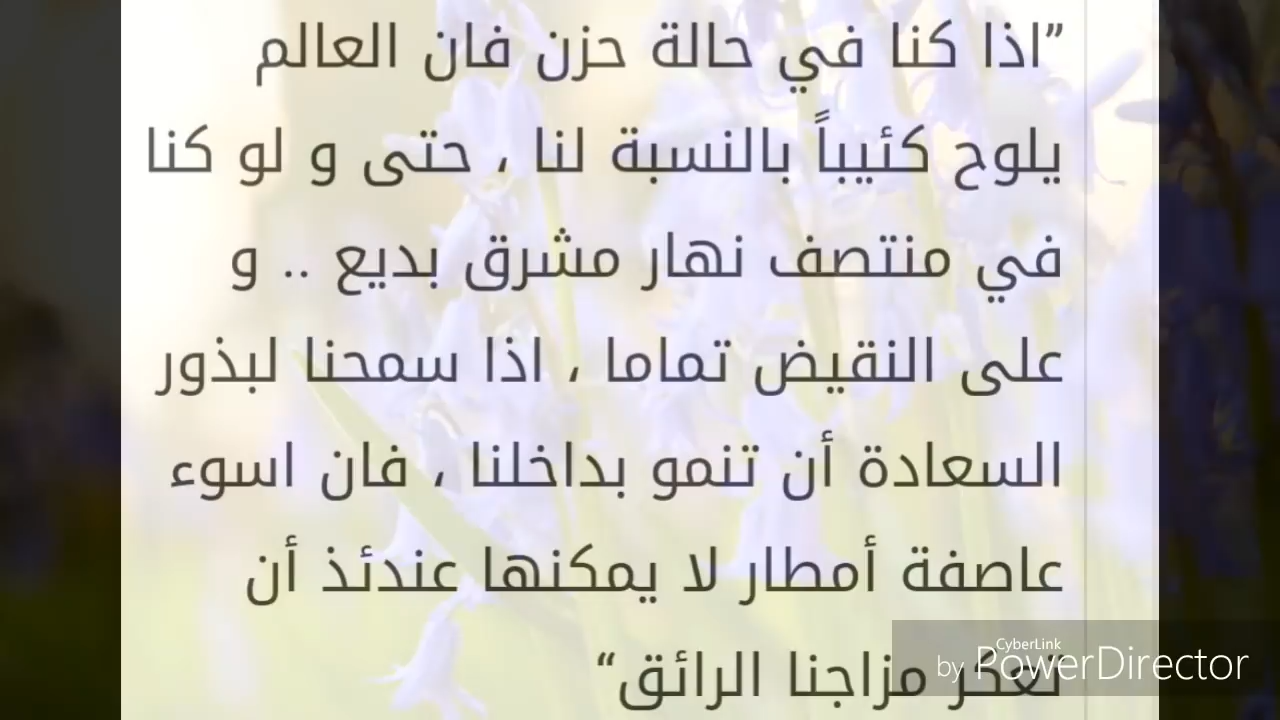 ”اذا كنا في حالة حزن فان العالم
يلوح كئيباً بالنسبة لنا ، حتى و لو كنا
في منتصف نهار مشرق بديع .. و
على النقيض تماما ، اذا سمحنا لبذور
السعادة أن تنمو بداخلنا ، فان اسوء
عاصفة أمطار لا يمكنها عندئذ أن
تعكر مزاجنا الرائق“
CyberLink
by PowerDirector